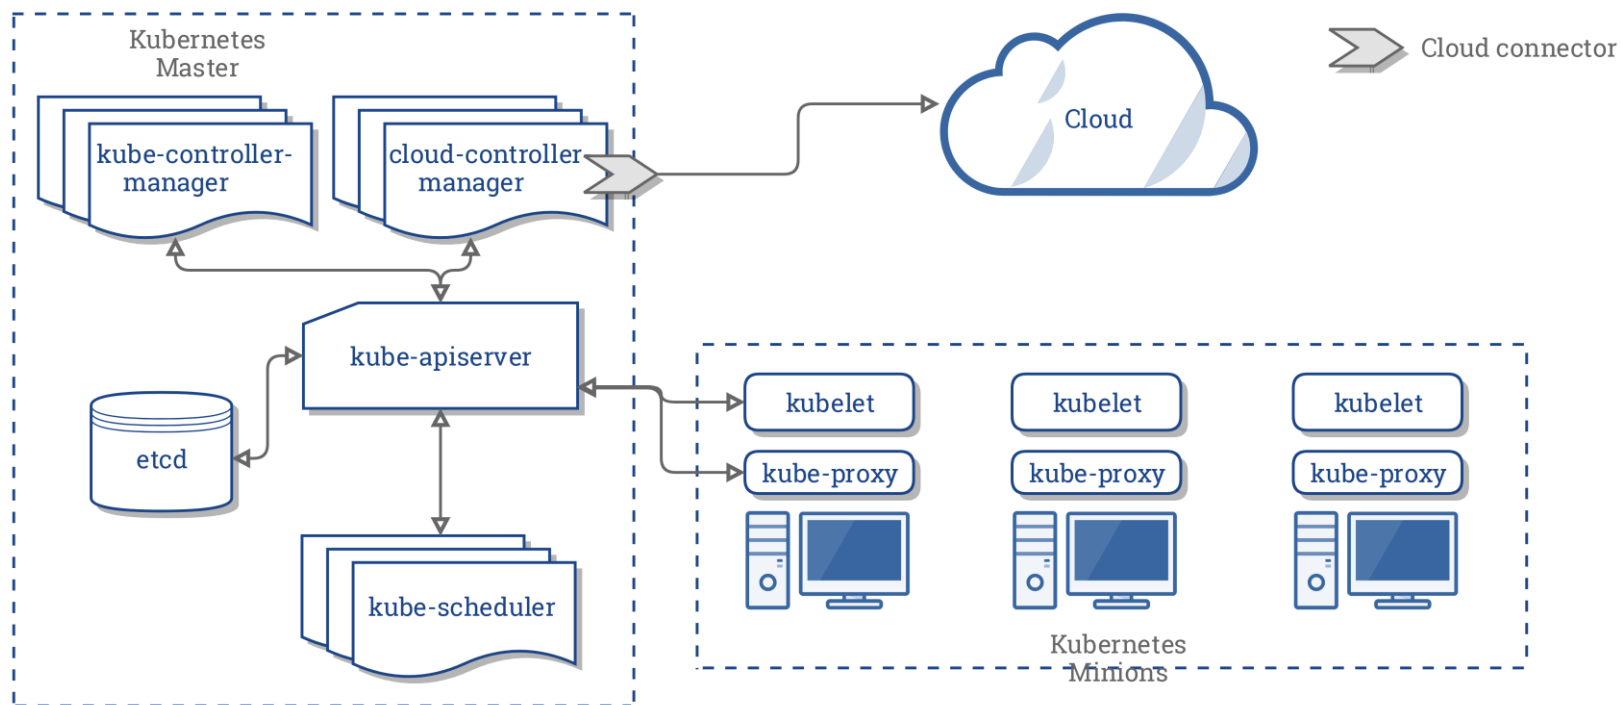 Kubernetes
Master
kube-controller-
manager
cloud-controller
manager
Cloud
Cloud connector
kube-apiserver
etcd
kube-scheduler
kubelet
kubelet
kubelet
kube-proxy
kube-proxy
kube-proxy
Kubernetes
Minions